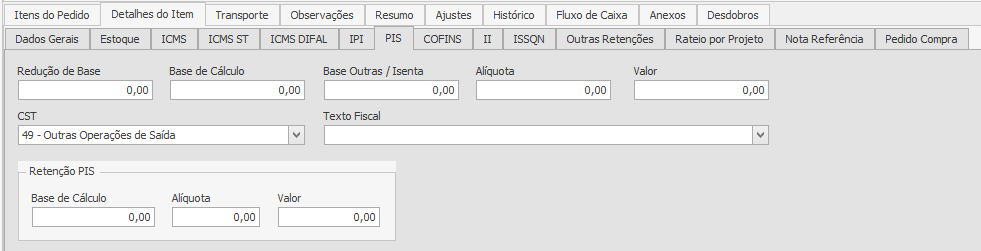 Itens do Pedido Detalhes do Item Transporte Observações Resumo Ajustes Histórico Fluxo de Caixa Anexos Desdobros
Dados Gerais Estoque ICMS ICMS ST ICMS DIFAL IPI PIS COFINS II ISSQN Outras Retenções Rateio por Projeto Nota Referência Pedido Compra
Redução de Base Base de Cálculo Base Outras / Isenta Alíquota Valor
0,00 0,00 0,00 0,00 0,00
CST Texto Fiscal
49 - Outras Operações de Saída
Retenção PIS
Base de Cálculo Alíquota Valor
0,00 0,00 0,00